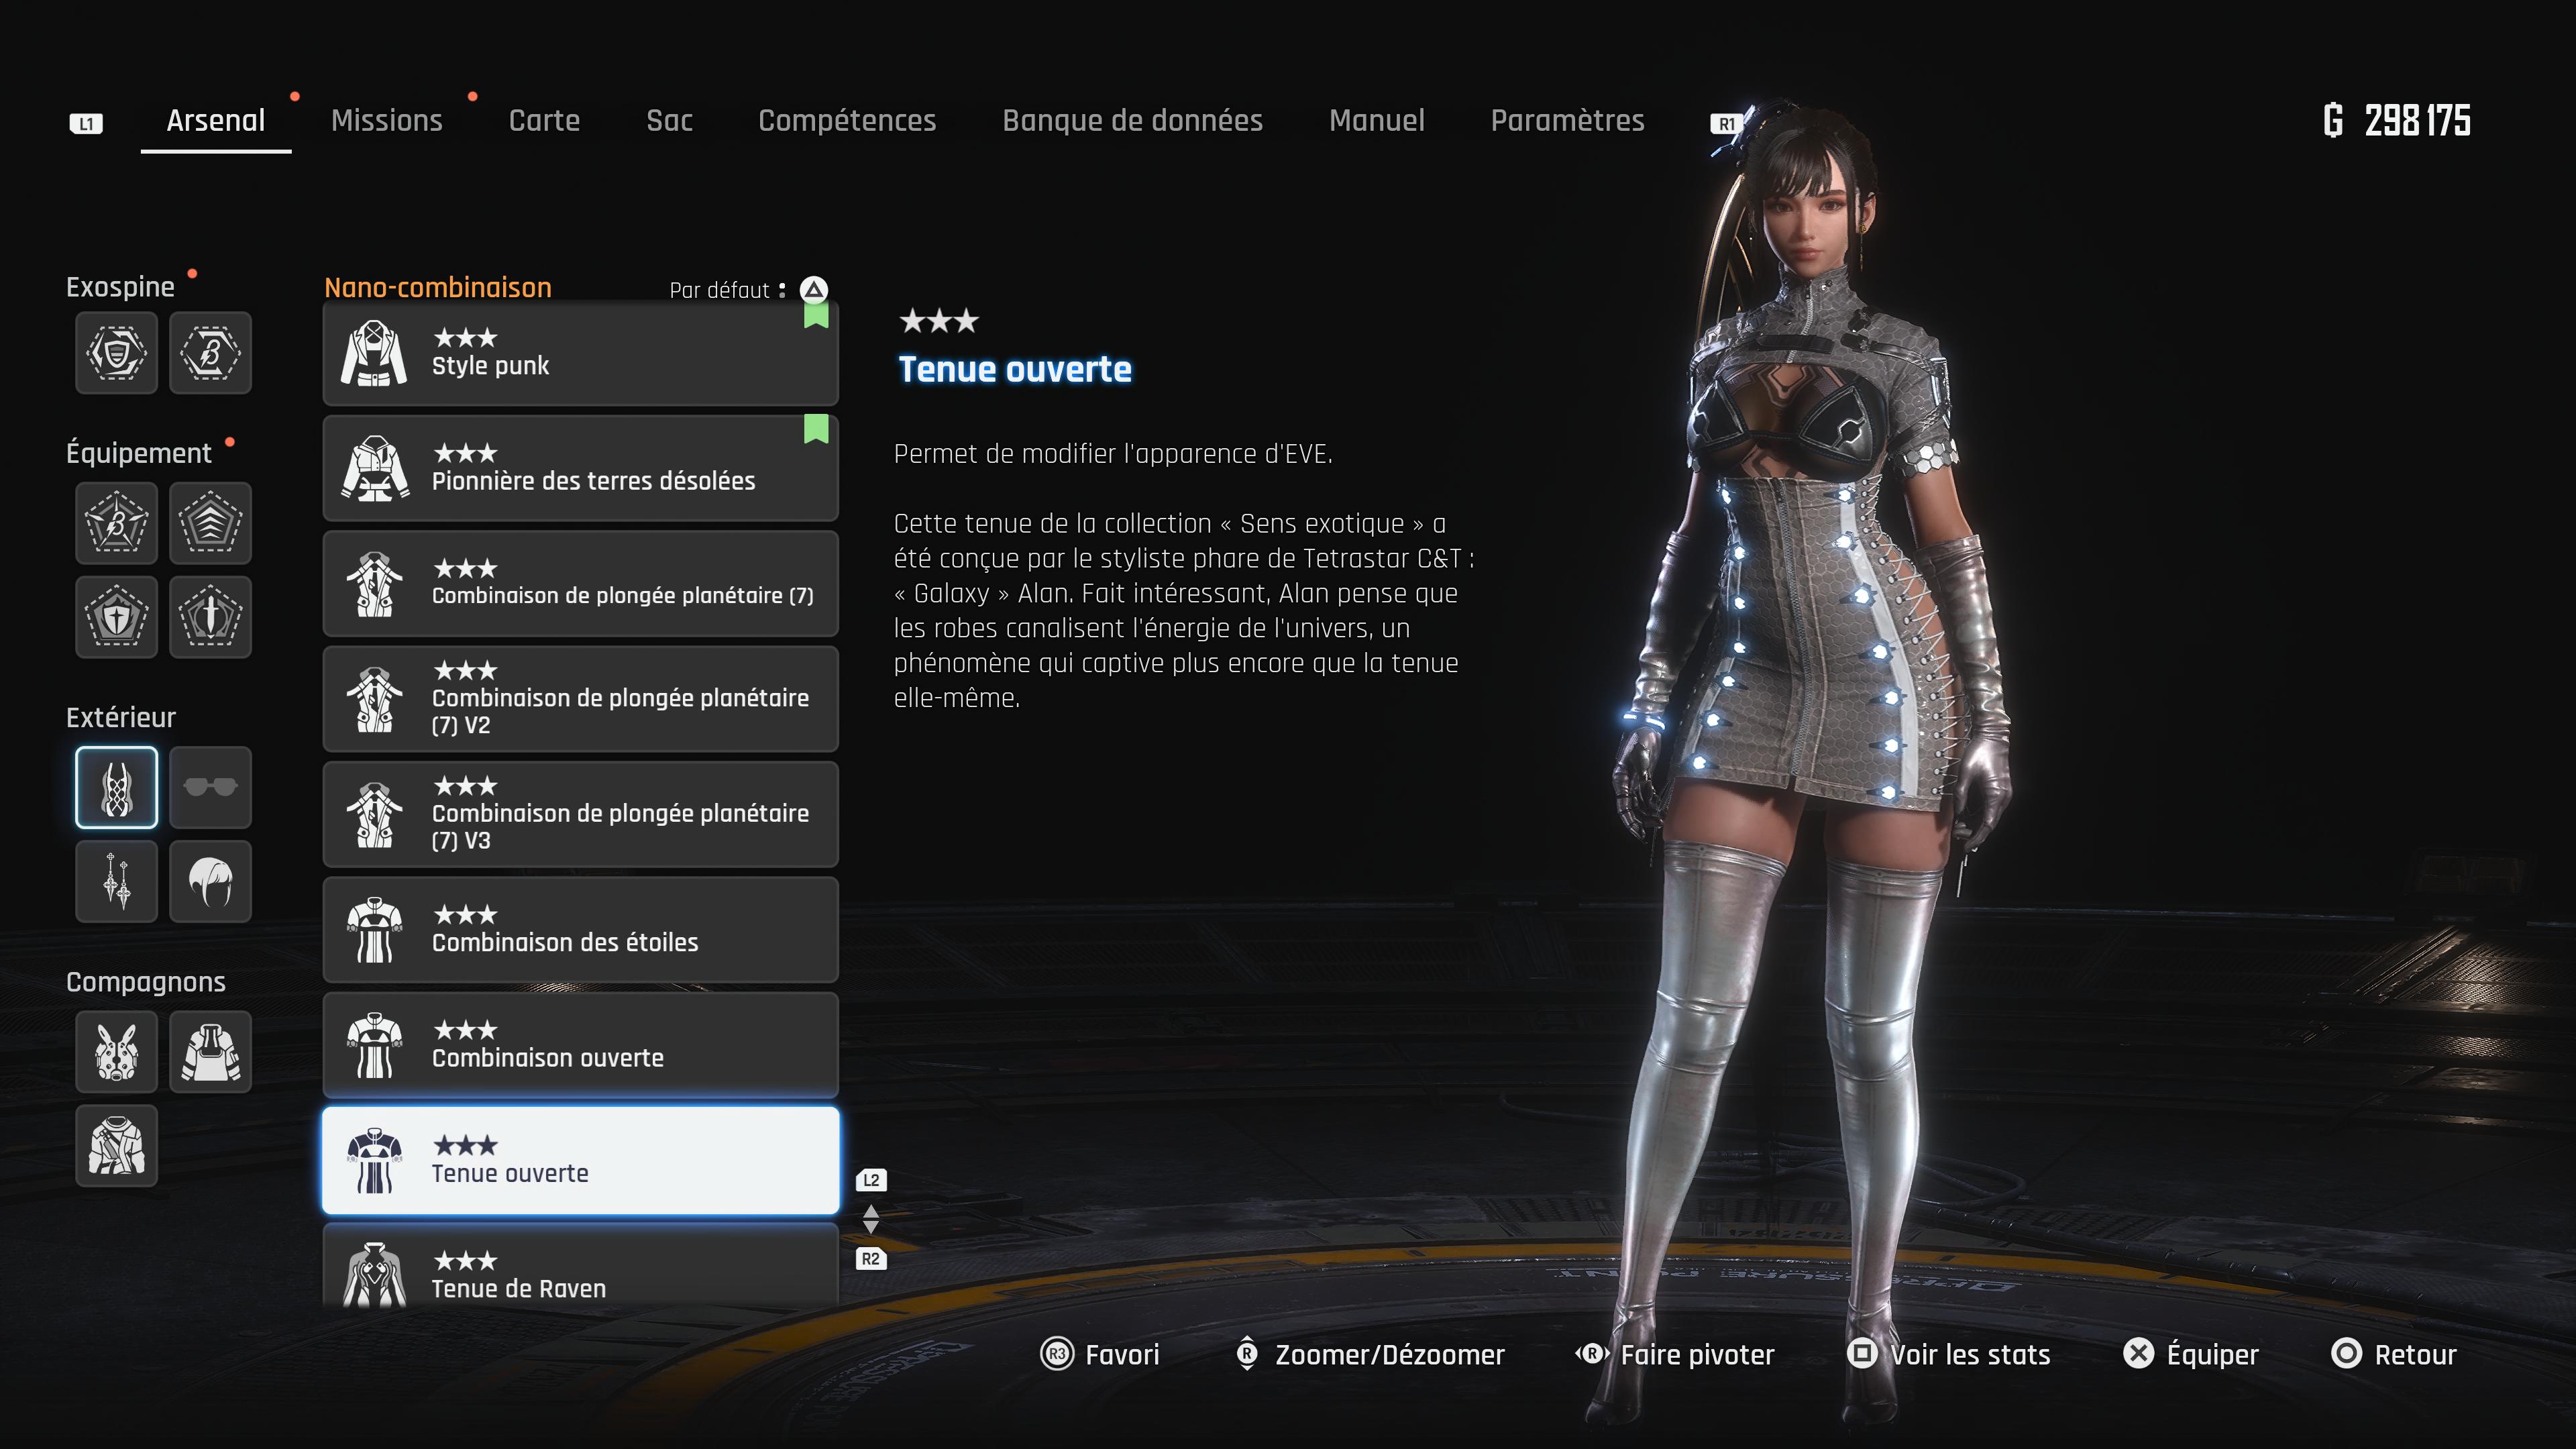 L1
Arsenal
Missions
Carte
Sac
Compétences
Banque de données
Manuel
Paramètres
R1
298 175
Exospine
Équipement
Extérieur
Compagnons
Nano-combinaison
Par défaut :
Style punk
Pionnière des terres désolées
Combinaison de plongée planétaire (7)
Combinaison de plongée planétaire
(7) V2
Combinaison de plongée planétaire
(7) V3
Combinaison des étoiles
Combinaison ouverte
Tenue ouverte
Tenue de Raven
L2
R2
Tenue ouverte
Permet de modifier l'apparence d'EVE.
Cette tenue de la collection « Sens exotique » a
été conçue par le styliste phare de Tetrastar C&T :
« Galaxy » Alan. Fait intéressant, Alan pense que
les robes canalisent l'énergie de l'univers, un
phénomène qui captive plus encore que la tenue
elle-même.
R3 Favori
R Zoomer/Dézoomer
R Faire pivoter
Voir les stats
Équiper
Retour